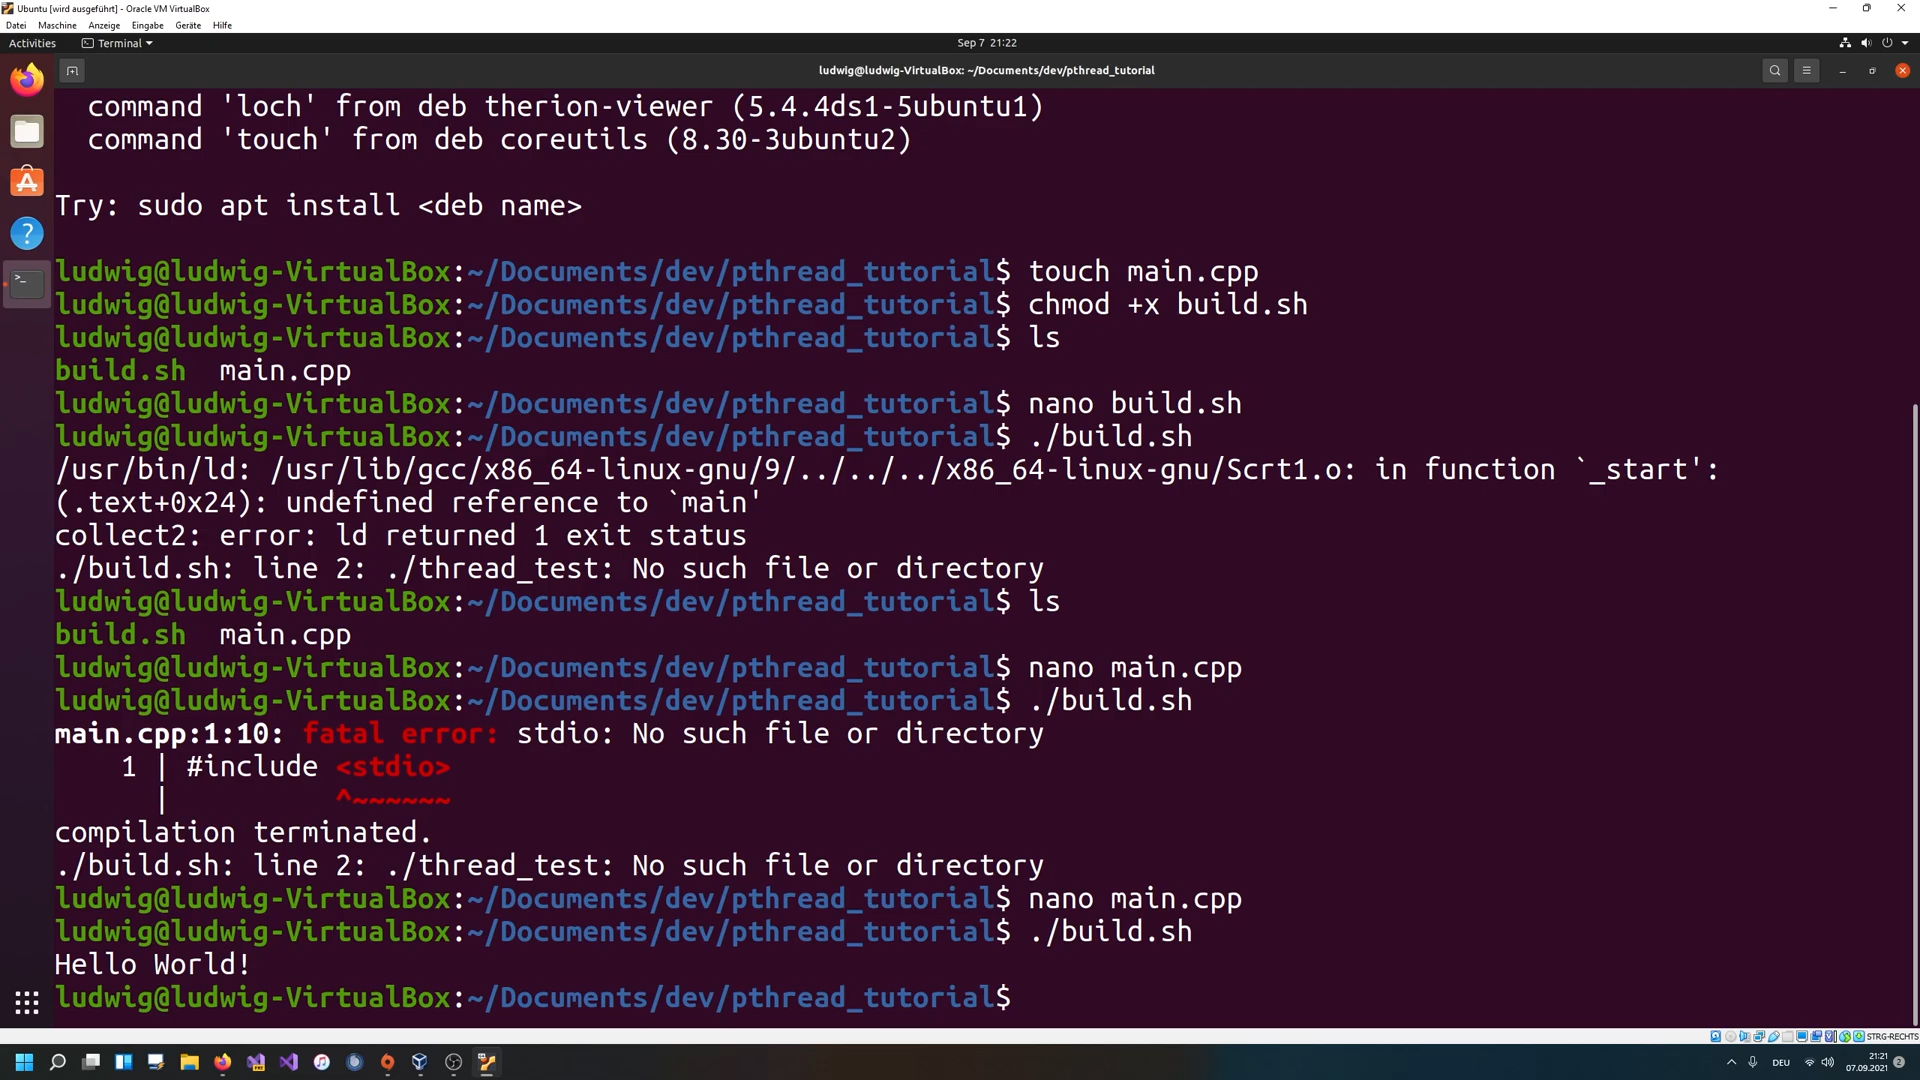 Ubuntu [wird ausgeführt] - Oracle VM VirtualBox
Datei Maschine Anzeige Eingabe Geräte Hilfe
Activities Terminal Sep 7 21:22
ludwig@ludwig-VirtualBox: ~/Documents/dev/pthread_tutorial
command 'loch' from deb therion-viewer (5.4.4ds1-5ubuntu1)
command 'touch' from deb coreutils (8.30-3ubuntu2)
Try: sudo apt install <deb name>
ludwig@ludwig-VirtualBox:~/Documents/dev/pthread_tutorial$ touch main.cpp
ludwig@ludwig-VirtualBox:~/Documents/dev/pthread_tutorial$ chmod +x build.sh
ludwig@ludwig-VirtualBox:~/Documents/dev/pthread_tutorial$ ls
build.sh main.cpp
ludwig@ludwig-VirtualBox:~/Documents/dev/pthread_tutorial$ nano build.sh
ludwig@ludwig-VirtualBox:~/Documents/dev/pthread_tutorial$ ./build.sh
/usr/bin/ld: /usr/lib/gcc/x86_64-linux-gnu/9/../../../x86_64-linux-gnu/Scrt1.o: in function `_start':
(.text+0x24): undefined reference to `main'
collect2: error: ld returned 1 exit status
./build.sh: line 2: ./thread_test: No such file or directory
ludwig@ludwig-VirtualBox:~/Documents/dev/pthread_tutorial$ ls
build.sh main.cpp
ludwig@ludwig-VirtualBox:~/Documents/dev/pthread_tutorial$ nano main.cpp
ludwig@ludwig-VirtualBox:~/Documents/dev/pthread_tutorial$ ./build.sh
main.cpp:1:10: fatal error: stdio: No such file or directory
1 | #include <stdio>
| ^~~~~~~
compilation terminated.
./build.sh: line 2: ./thread_test: No such file or directory
ludwig@ludwig-VirtualBox:~/Documents/dev/pthread_tutorial$ nano main.cpp
ludwig@ludwig-VirtualBox:~/Documents/dev/pthread_tutorial$ ./build.sh
Hello World!
ludwig@ludwig-VirtualBox:~/Documents/dev/pthread_tutorial$
STRG-RECHTS
DEU
21:21
07.09.2021
2